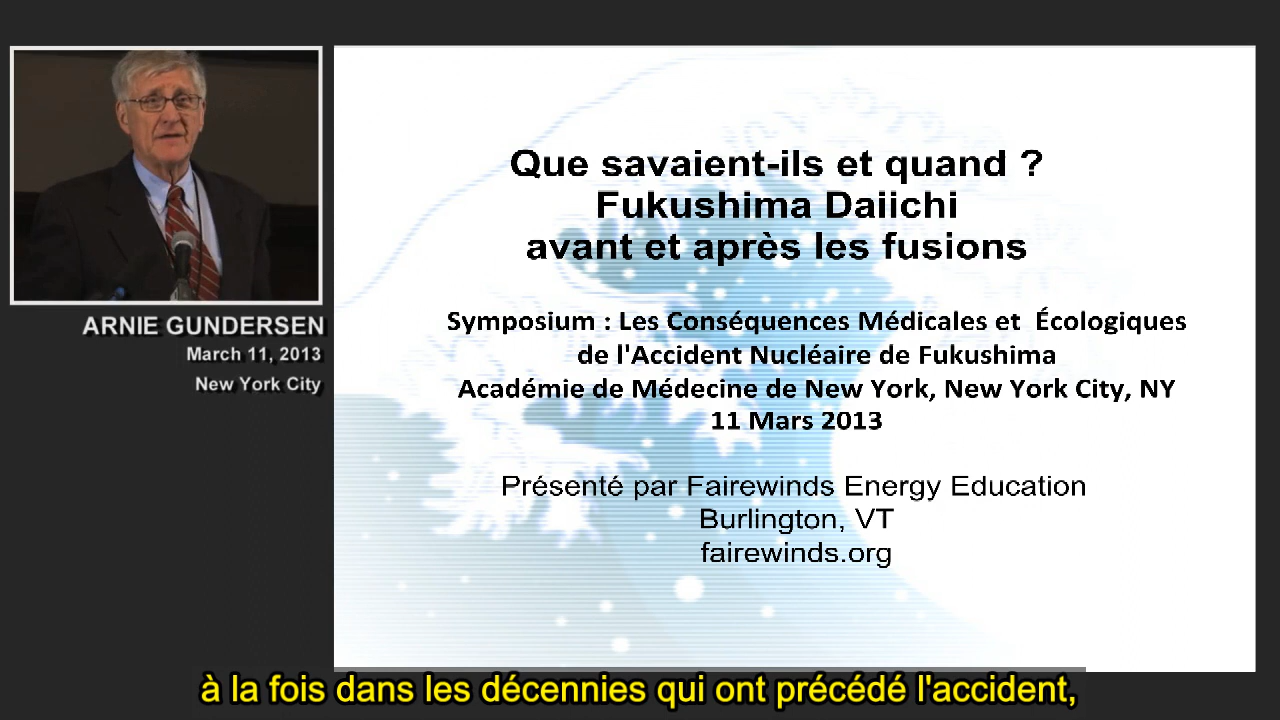 ARNIE GUNDERSEN
March 11, 2013
New York City
Que savaient-ils et quand ?
Fukushima Daiichi
avant et après les fusions
Symposium : Les Conséquences Médicales et Écologiques
de l'Accident Nucléaire de Fukushima
Académie de Médecine de New York, New York City, NY
11 Mars 2013
Présenté par Fairewinds Energy Education
Burlington, VT
fairewinds.org
à la fois dans les décennies qui ont précédé l'accident,